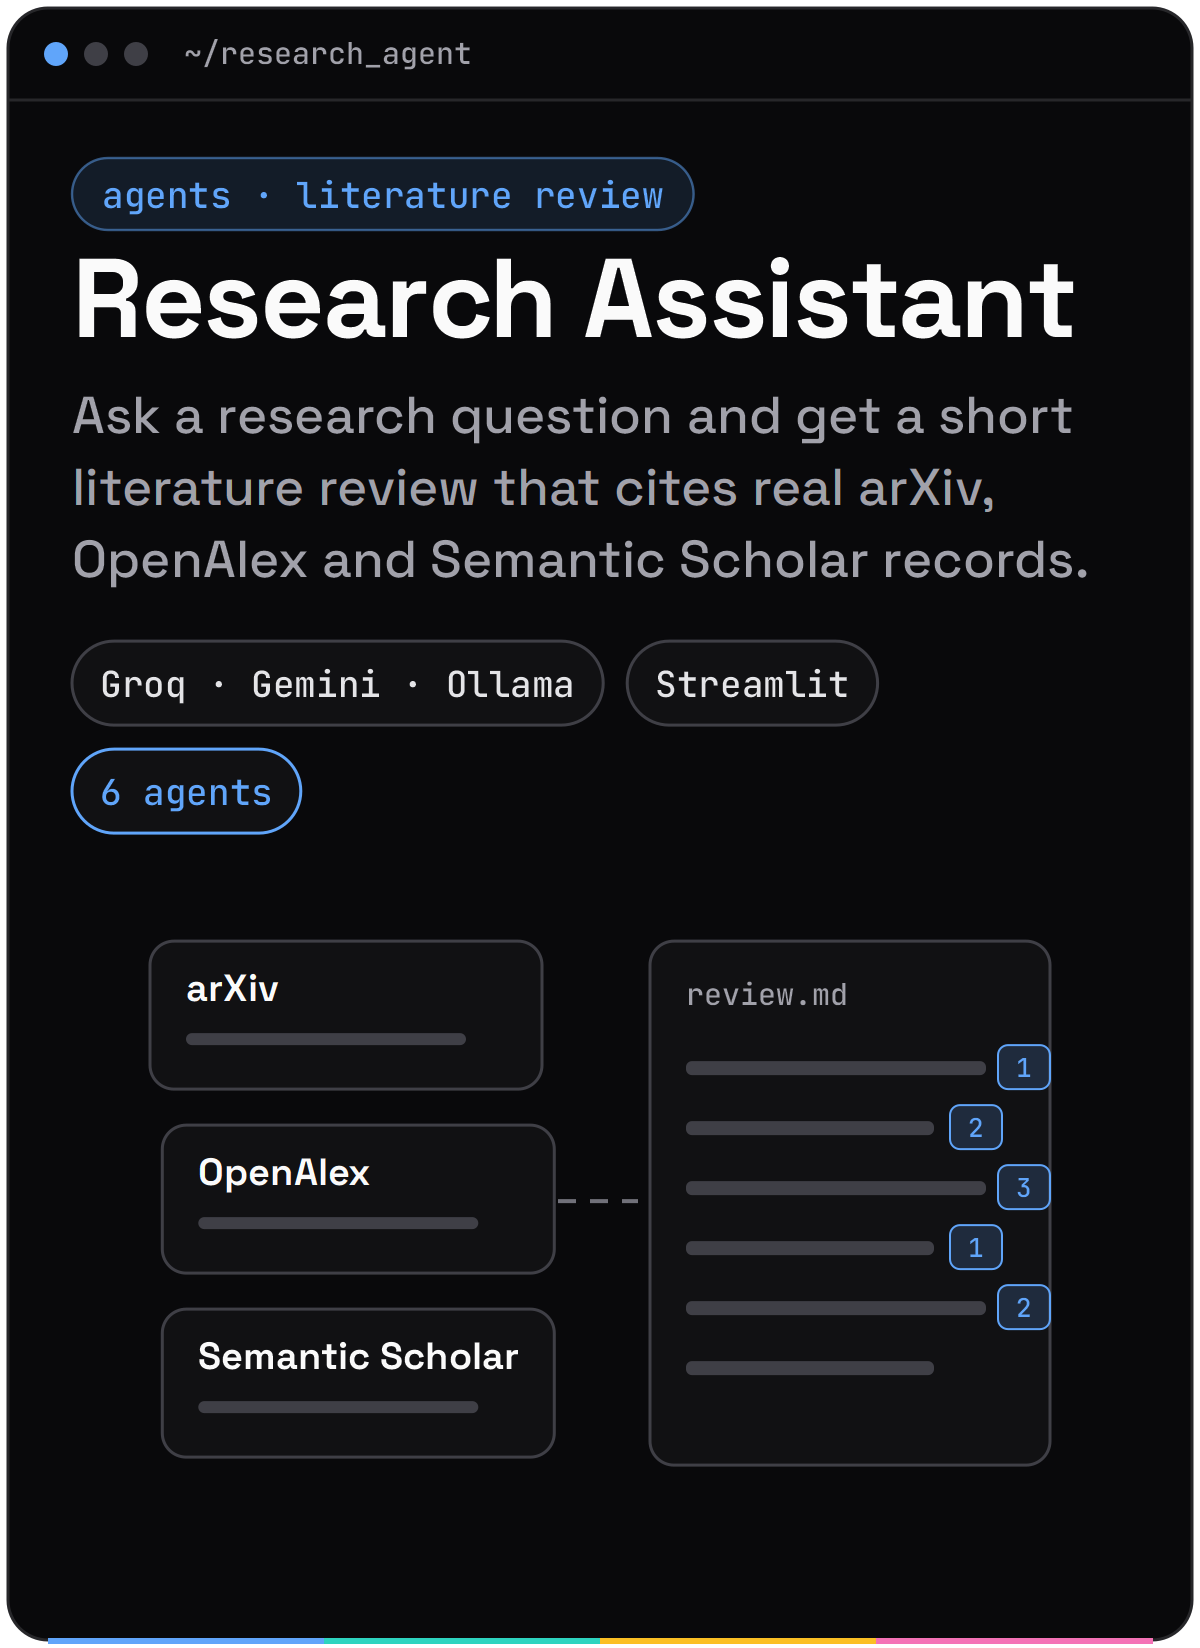 ~/research_agent
agents · literature review
Research Assistant
Ask a research question and get a short
literature review that cites real arXiv,
OpenAlex and Semantic Scholar records.
Groq · Gemini · Ollama
Streamlit
6 agents
arXiv
OpenAlex
Semantic Scholar
review.md
1
2
3
1
2